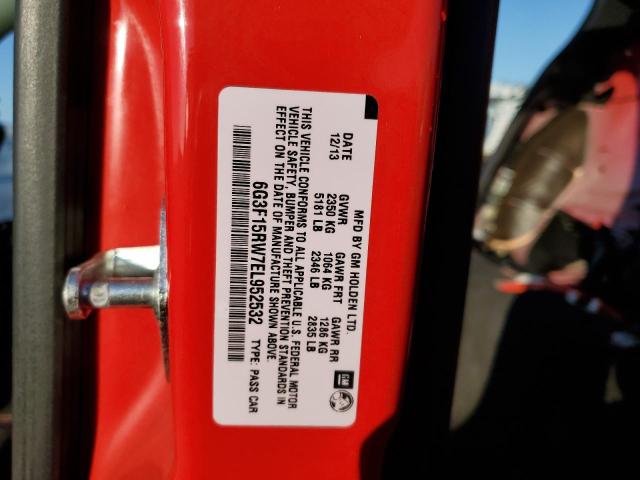 MFD BY GM HOLDEN LTD.
DATE GVWR GAWR FRT GAWR RR
12/13 2350 KG 1064 KG 1286 KG
5181 LB 2346 LB 2835 LB
THIS VEHICLE CONFORMS TO ALL APPLICABLE U.S. FEDERAL MOTOR
VEHICLE SAFETY, BUMPER AND THEFT PREVENTION STANDARDS IN
EFFECT ON THE DATE OF MANUFACTURE SHOWN ABOVE.
6G3F15RW7EL952532 TYPE: PASS CAR
GM